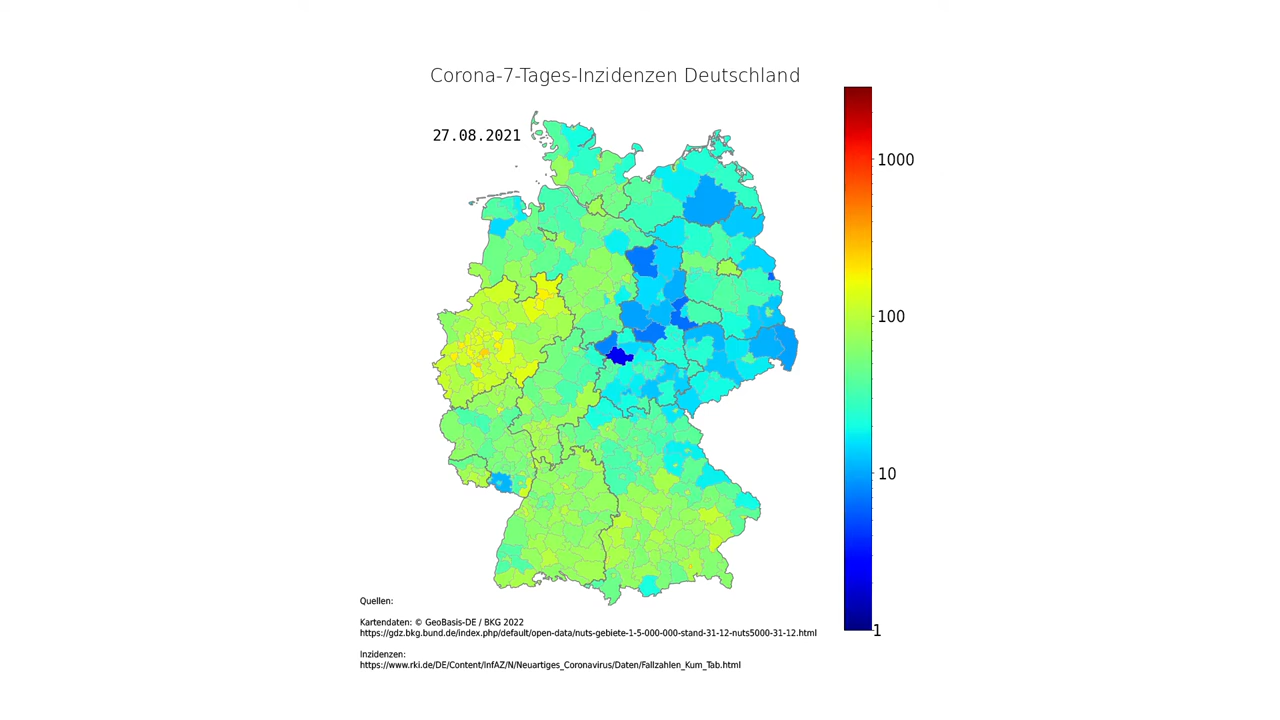 Corona-7-Tages-Inzidenzen Deutschland
27.08.2021
1000
100
10
1
Quellen:
Kartendaten: © GeoBasis-DE / BKG 2022
https://gdz.bkg.bund.de/index.php/default/open-data/nuts-gebiete-1-5-000-000-stand-31-12-nuts5000-31-12.html
Inzidenzen:
https://www.rki.de/DE/Content/InfAZ/N/Neuartiges_Coronavirus/Daten/Fallzahlen_Kum_Tab.html